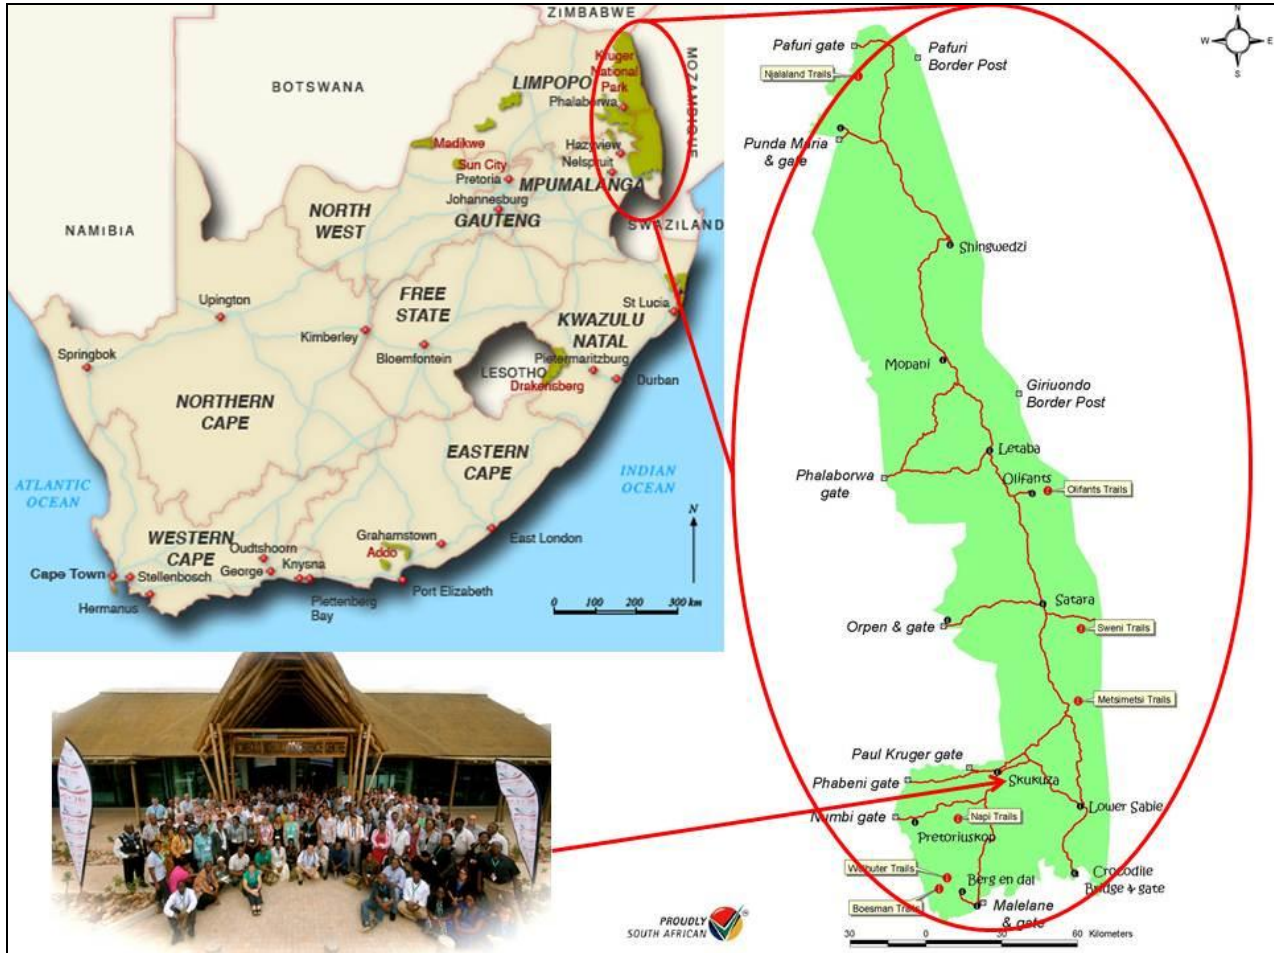 ZIMBABWE
BOTSWANA
MOZAMBIQUE
LIMPOPO
Kruger
National
Park
Phalaborwa
Madikwe
Hazyview
Sun City
Nelspruit
Pretoria
MPUMALANGA
Johannesburg
NORTH
WEST
GAUTENG
SWAZILAND
NAMIBIA
Upington
FREE
STATE
St Lucia
Kimberley
KWAZULU
NATAL
Springbok
Bloemfontein
Pietermaritzburg
LESOTHO
Drakensberg
Durban
NORTHERN
CAPE
EASTERN
CAPE
ATLANTIC
OCEAN
INDIAN
OCEAN
N
WESTERN
CAPE
Grahamstown
Addo
East London
Oudtshoorn
George
Knysna
Cape Town
Stellenbosch
Port Elizabeth
Hermanus
Plettenberg
Bay
0 100 200 300 km
N
W E
S
Pafuri gate
Pafuri
Border Post
Njalaland Trails
Punda Maria
& gate
Shingwedzi
Mopani
Giriuondo
Border Post
Letaba
Phalaborwa
gate
Olifants
Olifants Trails
Satara
Orpen & gate
Sweni Trails
Metsimetsi Trails
Paul Kruger gate
Phabeni gate
Skukuza
Numbi gate
Napi Trails
Lower Sabie
Pretoriuskop
Wolhuter Trails
Berg en dal
Crocodile
Bridge & gate
Boesman Trails
Malelane
& gate
PROUDLY
SOUTH AFRICAN
30 0 30 60 Kilometers